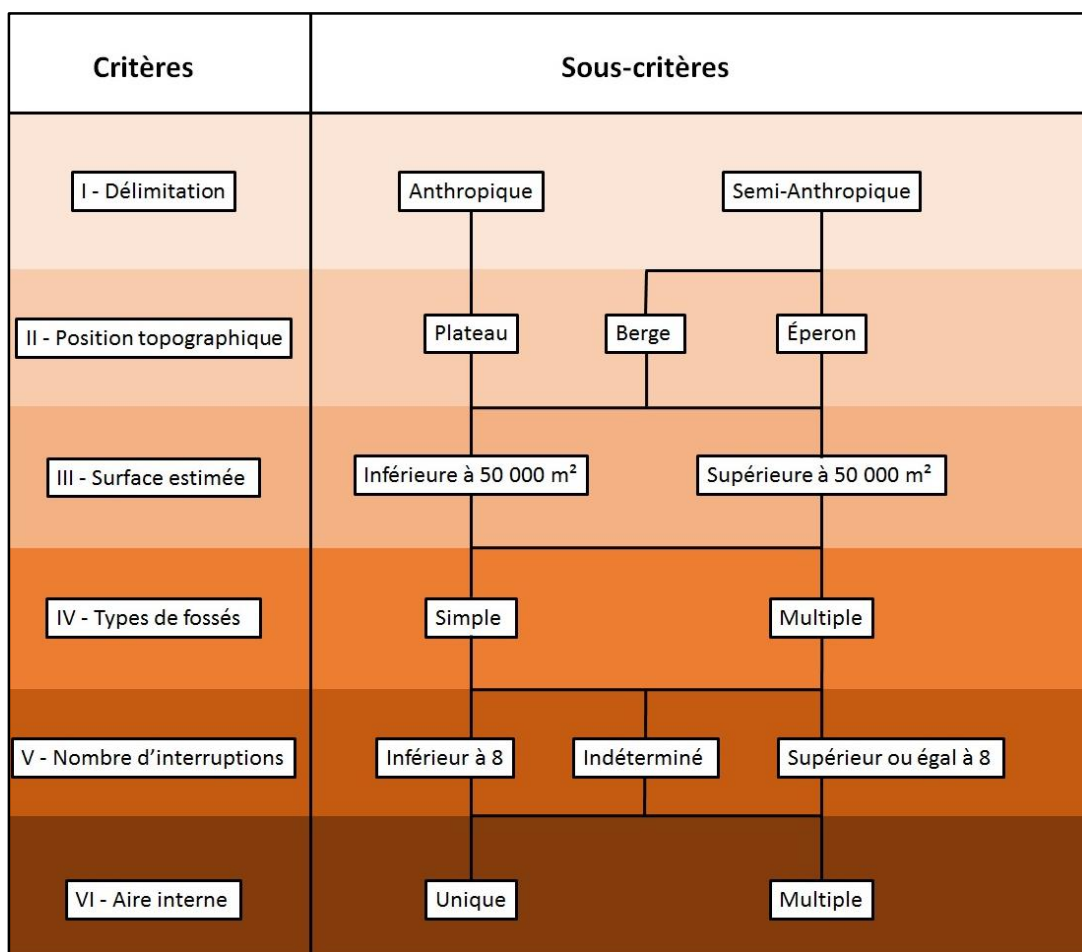 Critères
Sous-critères
I - Délimitation
Anthropique
Semi-Anthropique
II - Position topographique
Plateau
Berge
Éperon
III - Surface estimée
Inférieure à 50 000 m²
Supérieure à 50 000 m²
IV - Types de fossés
Simple
Multiple
V - Nombre d’interruptions
Inférieur à 8
Indéterminé
Supérieur ou égal à 8
VI - Aire interne
Unique
Multiple